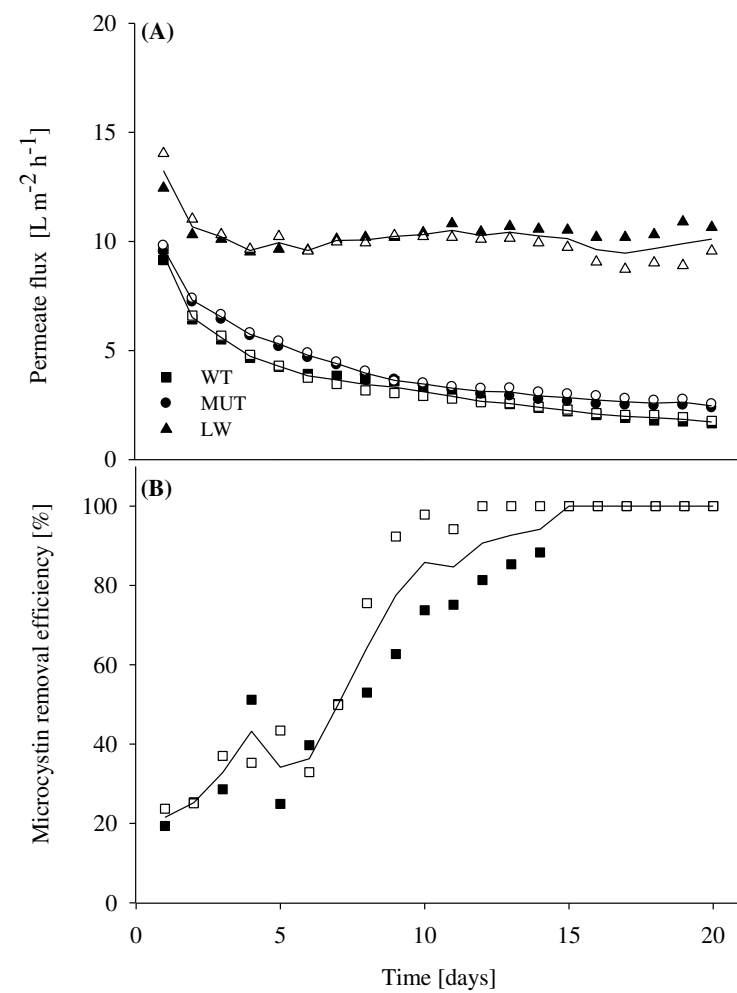 (A)
20
15
10
5
0
Permeate flux [L m⁻² h⁻¹)
WT
MUT
LW
(B)
100
80
60
40
20
0
Microcystin removal efficiency [%]
0 5 10 15 20
Time [days]